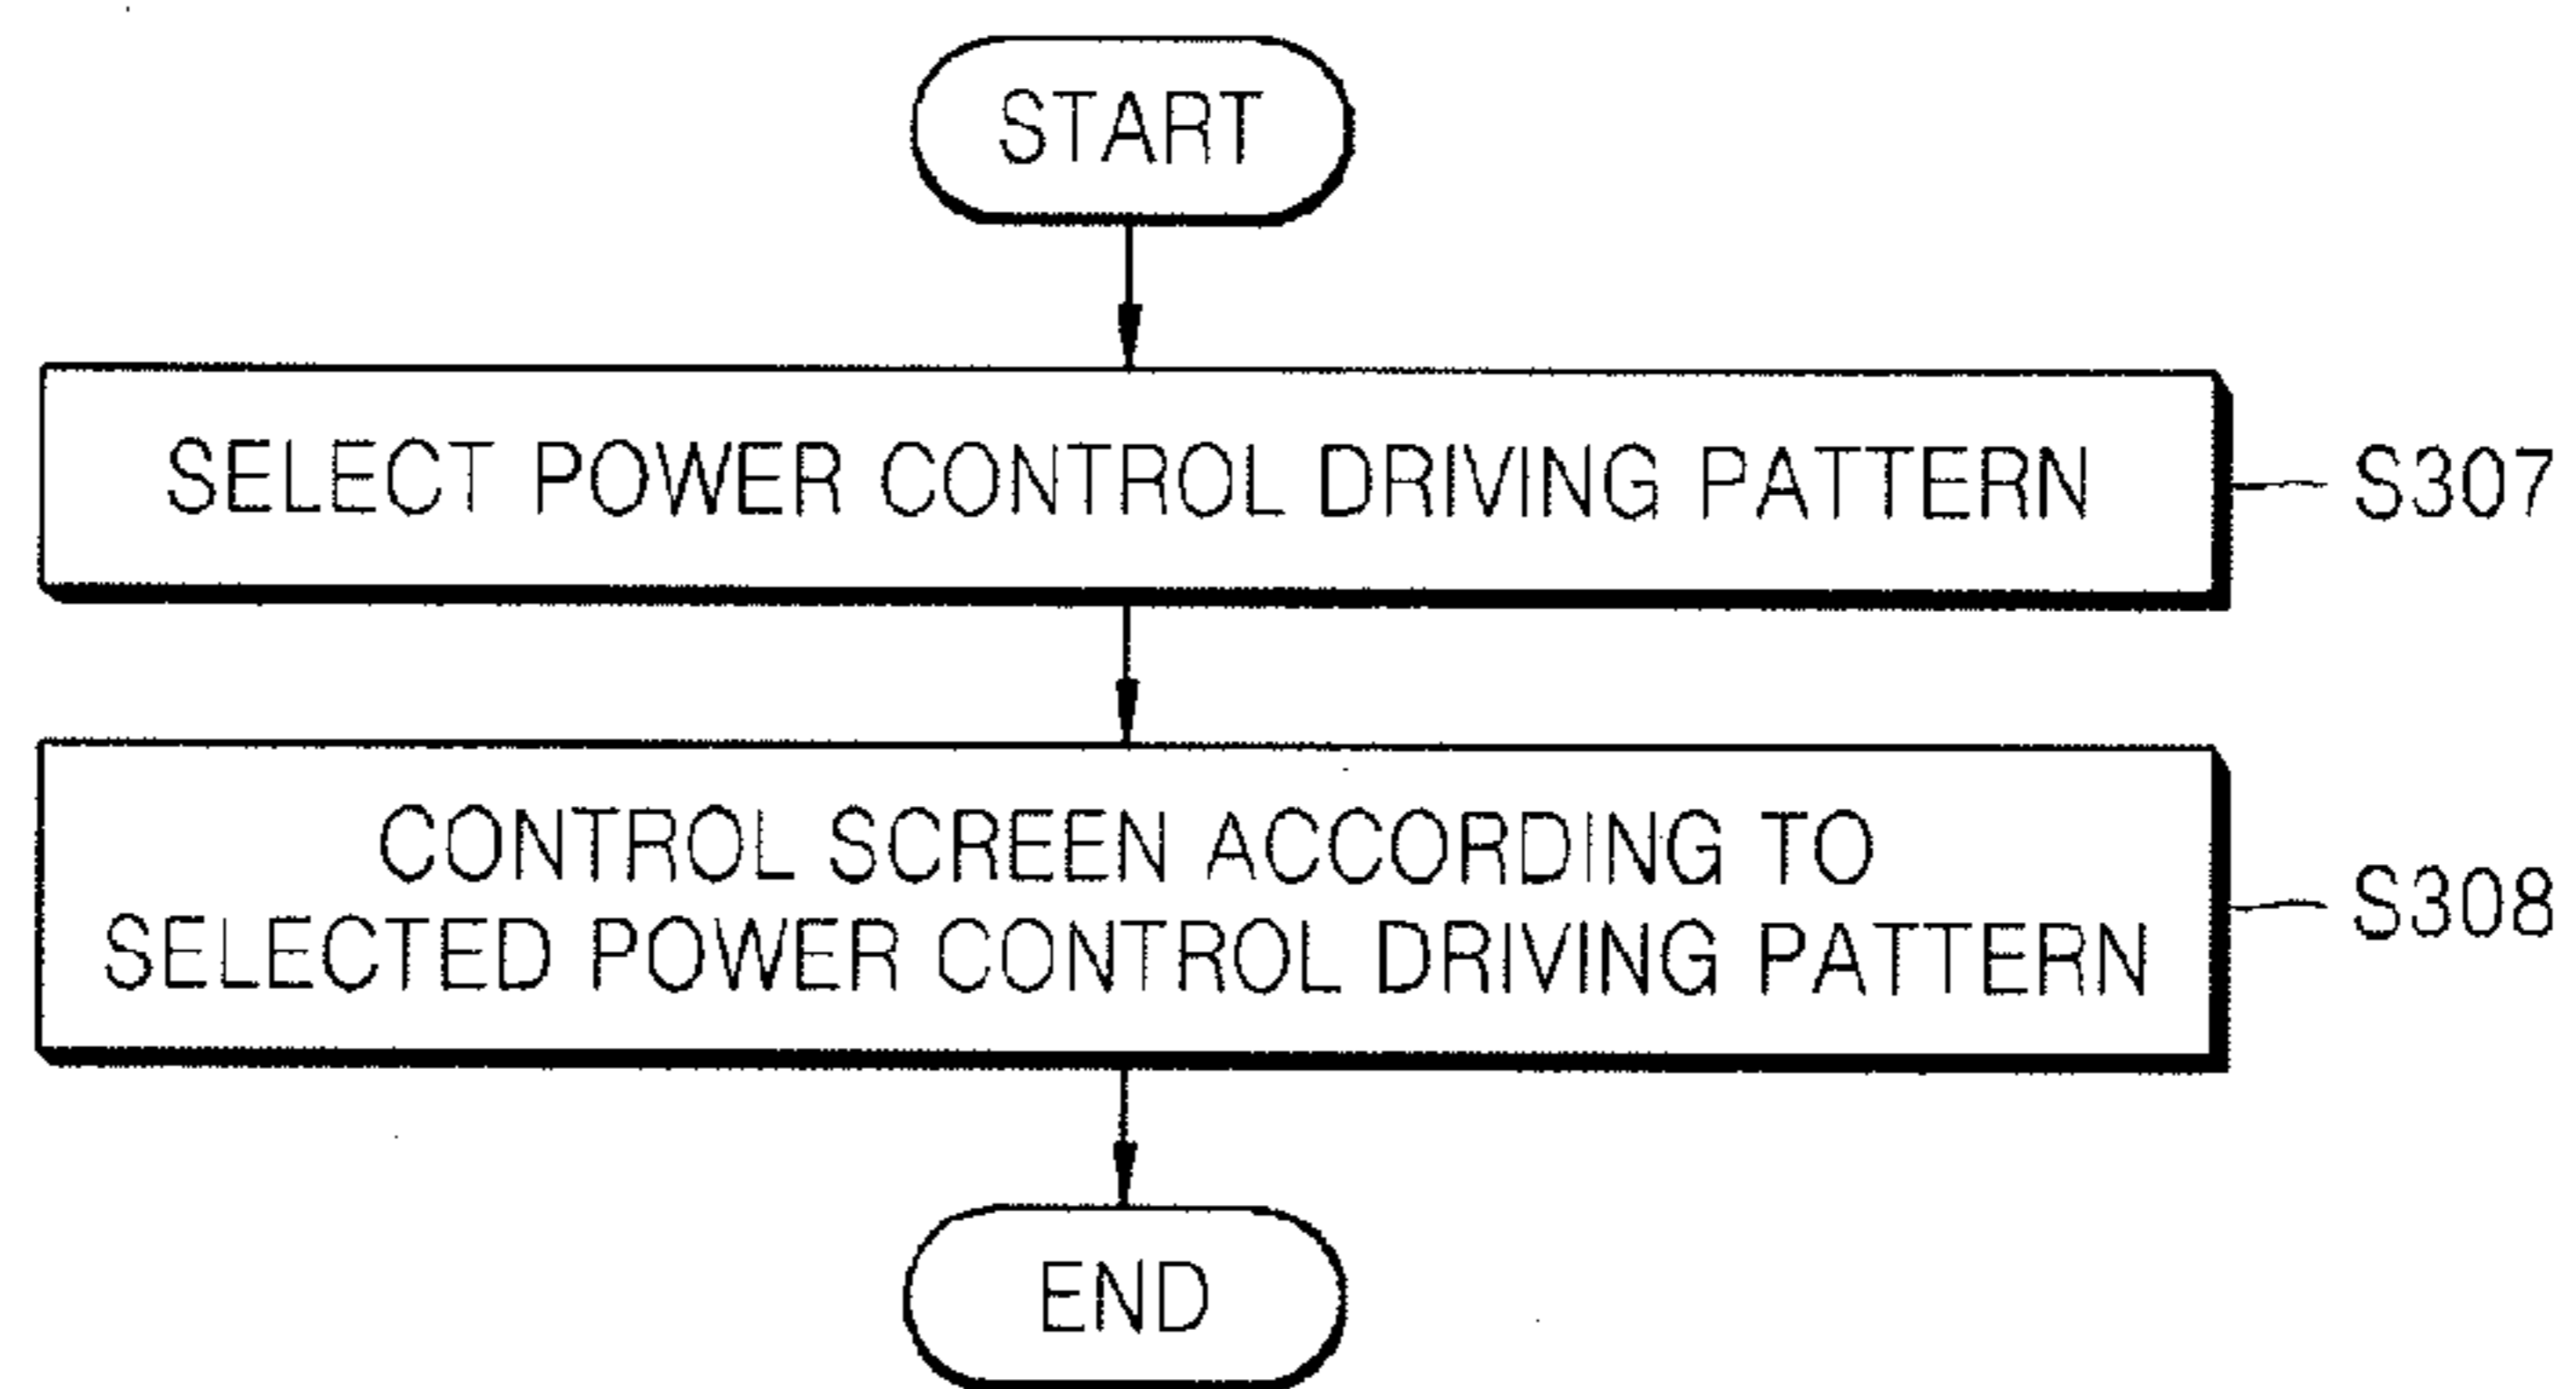 START
SELECT POWER CONTROL DRIVING PATTERN
S307
CONTROL SCREEN ACCORDING TO
SELECTED POWER CONTROL DRIVING PATTERN
S308
END